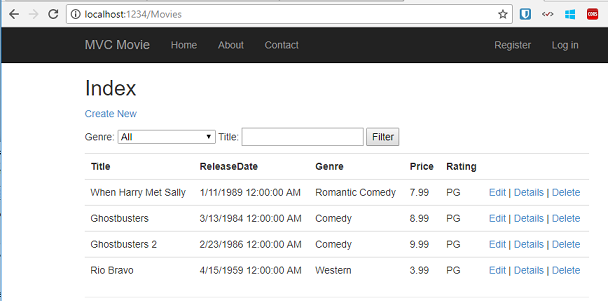 localhost:1234/Movies
CORS
MVC Movie Home About Contact Register Log in
Index
Create New
Genre: All Title: Filter
Title ReleaseDate Genre Price Rating
When Harry Met Sally 1/11/1989 12:00:00 AM Romantic Comedy 7.99 PG Edit | Details | Delete
Ghostbusters 3/13/1984 12:00:00 AM Comedy 8.99 PG Edit | Details | Delete
Ghostbusters 2 2/23/1986 12:00:00 AM Comedy 9.99 PG Edit | Details | Delete
Rio Bravo 4/15/1959 12:00:00 AM Western 3.99 PG Edit | Details | Delete